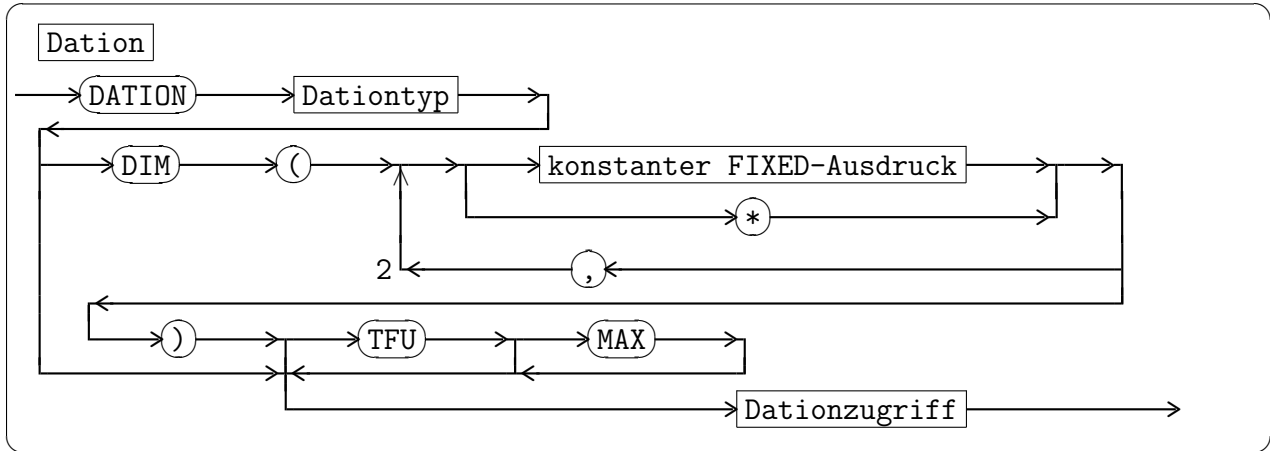 Dation
DATION Dationtyp
DIM ( konstanter FIXED-Ausdruck
*
2 ,
) TFU MAX
Dationzugriff